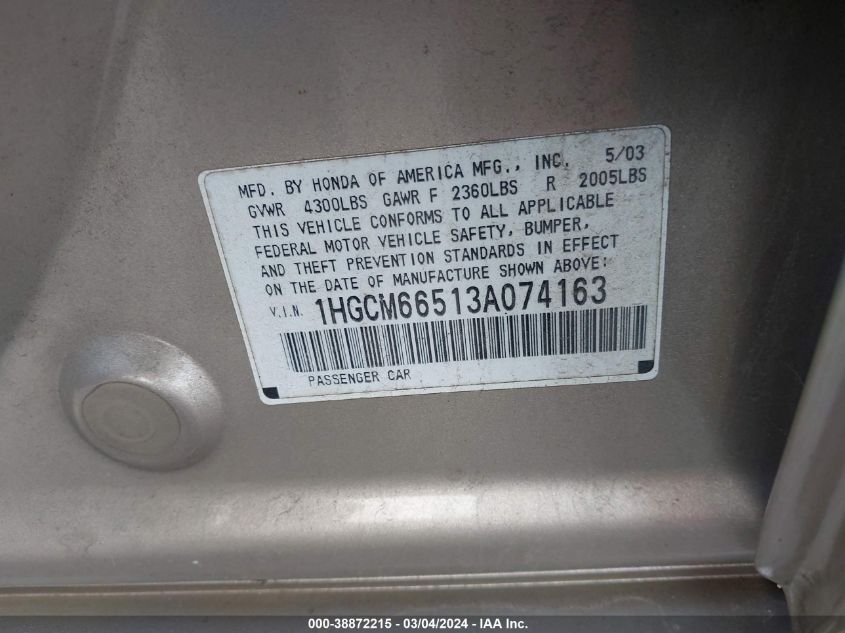 MFD. BY HONDA OF AMERICA MFG., INC. 5/03
GVWR 4300LBS GAWR F 2360LBS R 2005LBS
THIS VEHICLE CONFORMS TO ALL APPLICABLE
FEDERAL MOTOR VEHICLE SAFETY, BUMPER,
AND THEFT PREVENTION STANDARDS IN EFFECT
ON THE DATE OF MANUFACTURE SHOWN ABOVE:
V.I.N. 1HGCM66513A074163
PASSENGER CAR
000-38872215 - 03/04/2024 - IAA Inc.